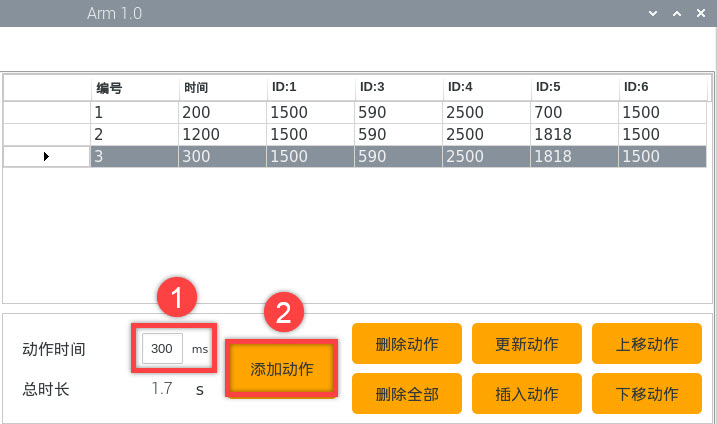 Arm 1.0
编号 时间 ID:1 ID:3 ID:4 ID:5 ID:6
1 200 1500 590 2500 700 1500
2 1200 1500 590 2500 1818 1500
3 300 1500 590 2500 1818 1500
1
2
动作时间 300 ms
添加动作
删除动作 更新动作 上移动作
总时长 1.7 s
删除全部 插入动作 下移动作